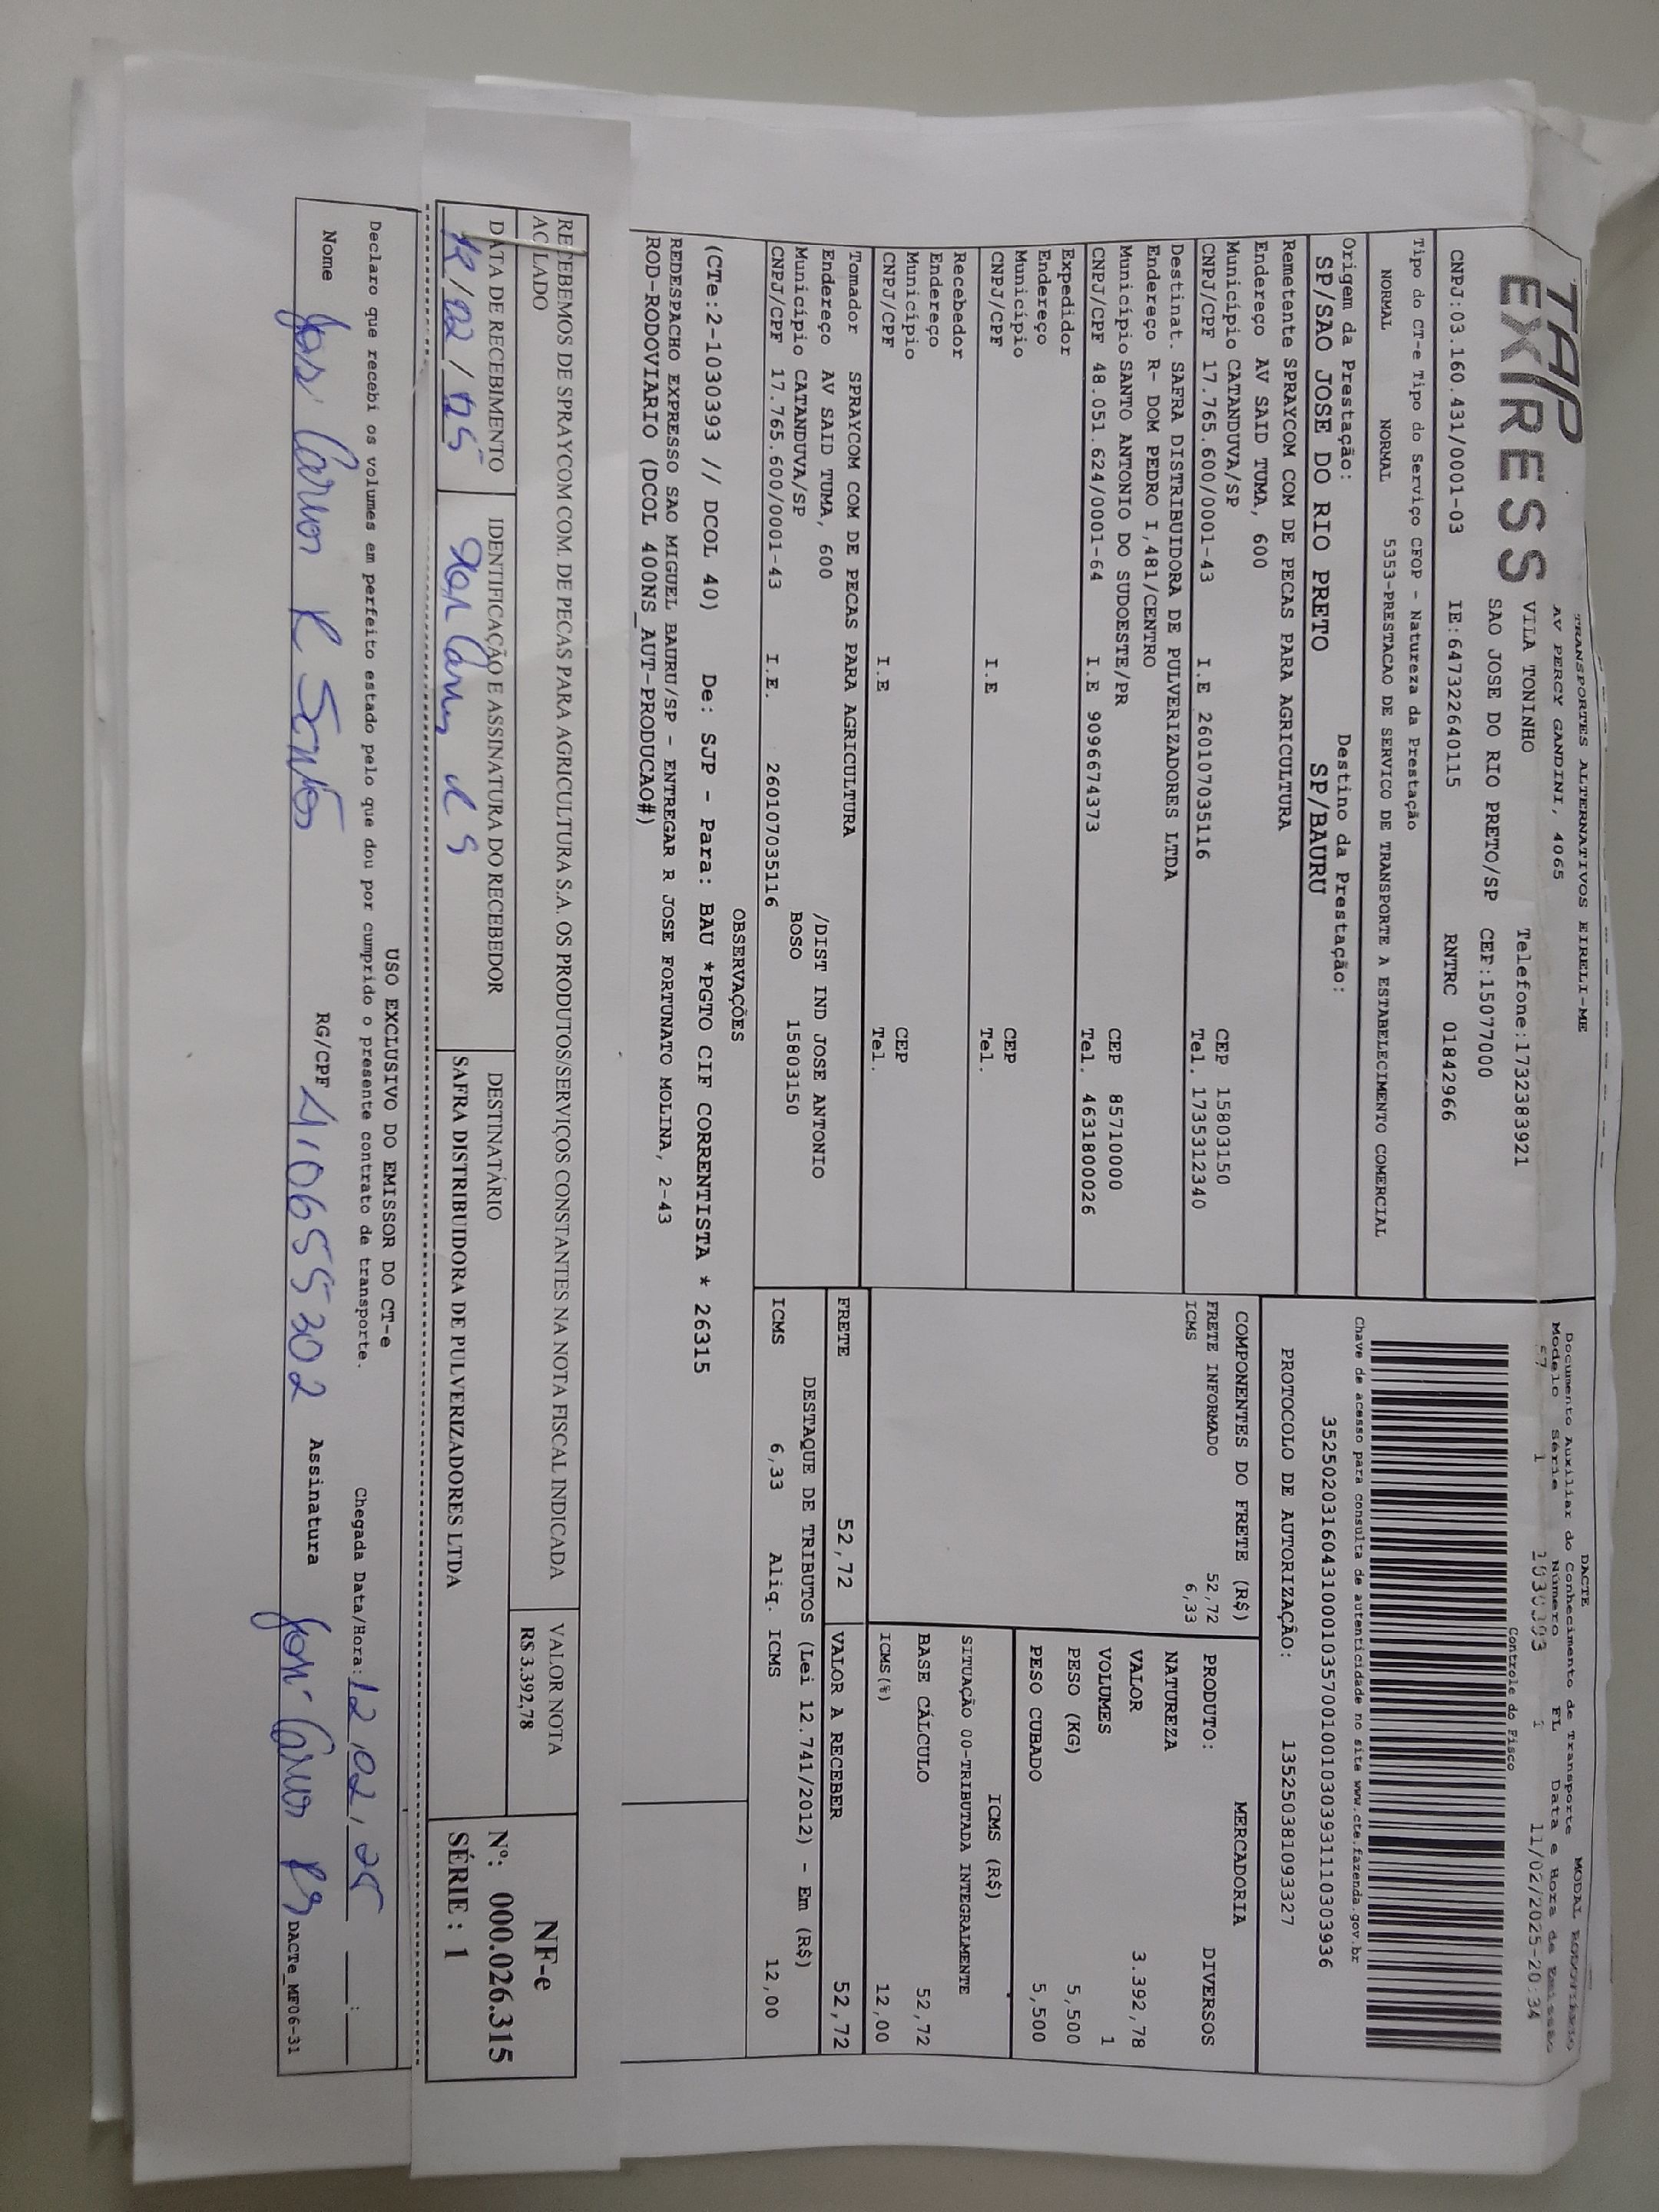 TAP
EXPRESS
TRANSPORTES ALTERNATIVOS EIRELI-ME
AV PERCY GANDINI, 4065
VILA TONINHO Telefone:1732383921
SAO JOSE DO RIO PRETO/SP CEP:15077000
CNPJ:03.160.431/0001-03 IE:647322640115 RNTRC 01842966
Tipo do CT-e Tipo do Serviço CFOP - Natureza da Prestação
NORMAL NORMAL 5353-PRESTACAO DE SERVICO DE TRANSPORTE A ESTABELECIMENTO COMERCIAL
Origem da Prestação: Destino da Prestação:
SP/SAO JOSE DO RIO PRETO SP/BAURU
DACTE MODAL RODOVIÁRIO
Documento Auxiliar do Conhecimento de Transporte
Modelo Série Número FL Data e Hora de Emissão
57 1 1030393 1 11/02/2025-20:34
Controle do Fisco
Chave de acesso para consulta de autenticidade no site www.cte.fazenda.gov.br
35250203160431000103570010010303931110303936
PROTOCOLO DE AUTORIZAÇÃO: 135250381093327
Remetente SPRAYCOM COM DE PECAS PARA AGRICULTURA
Endereço AV SAID TUMA, 600
Município CATANDUVA/SP CEP 15803150
CNPJ/CPF 17.765.600/0001-43 I.E 260107035116 Tel. 1735312340
Destinat. SAFRA DISTRIBUIDORA DE PULVERIZADORES LTDA
Endereço R- DOM PEDRO I,481/CENTRO
Município SANTO ANTONIO DO SUDOESTE/PR CEP 85710000
CNPJ/CPF 48.051.624/0001-64 I.E 9096674373 Tel. 4631800026
Expedidor
Endereço
Município CEP
CNPJ/CPF I.E Tel.
Recebedor
Endereço
Município CEP
CNPJ/CPF I.E Tel.
Tomador SPRAYCOM COM DE PECAS PARA AGRICULTURA
Endereço AV SAID TUMA, 600 /DIST IND JOSE ANTONIO
Município CATANDUVA/SP BOSO 15803150
CNPJ/CPF 17.765.600/0001-43 I.E. 260107035116
COMPONENTES DO FRETE (R$)
FRETE INFORMADO 52,72
ICMS 6,33
MERCADORIA
PRODUTO: DIVERSOS
NATUREZA
VALOR 3.392,78
VOLUMES 1
PESO (KG) 5,500
PESO CUBADO 5,500
ICMS (R$)
SITUAÇÃO 00-TRIBUTADA INTEGRALMENTE
BASE CÁLCULO 52,72
ICMS(%) 12,00
FRETE 52,72 VALOR A RECEBER 52,72
DESTAQUE DE TRIBUTOS (Lei 12.741/2012) - Em (R$)
ICMS 6,33 Aliq. ICMS 12,00
OBSERVAÇÕES
(CTe:2-1030393 // DCOL 40) De: SJP - Para: BAU *PGTO CIF CORRENTISTA * 26315
REDESPACHO EXPRESSO SAO MIGUEL BAURU/SP - ENTREGAR R JOSE FORTUNATO MOLINA, 2-43
ROD-RODOVIARIO (DCOL 400NS_AUT-PRODUCAO#)
RECEBEMOS DE SPRAYCOM COM. DE PECAS PARA AGRICULTURA S.A. OS PRODUTOS/SERVIÇOS CONSTANTES NA NOTA FISCAL INDICADA
AC LADO
VALOR NOTA
R$ 3.392,78
DATA DE RECEBIMENTO IDENTIFICAÇÃO E ASSINATURA DO RECEBEDOR DESTINATÁRIO
12/02/25 SAFRA DISTRIBUIDORA DE PULVERIZADORES LTDA
NF-e
Nº: 000.026.315
SÉRIE : 1
USO EXCLUSIVO DO EMISSOR DO CT-e
Declaro que recebi os volumes em perfeito estado pelo que dou por cumprido o presente contrato de transporte. Chegada Data/Hora: 12,02,25 __:__
Nome José Carlos R Santos RG/CPF 410655302 Assinatura José Carlos RS
DACTe_MF06-31